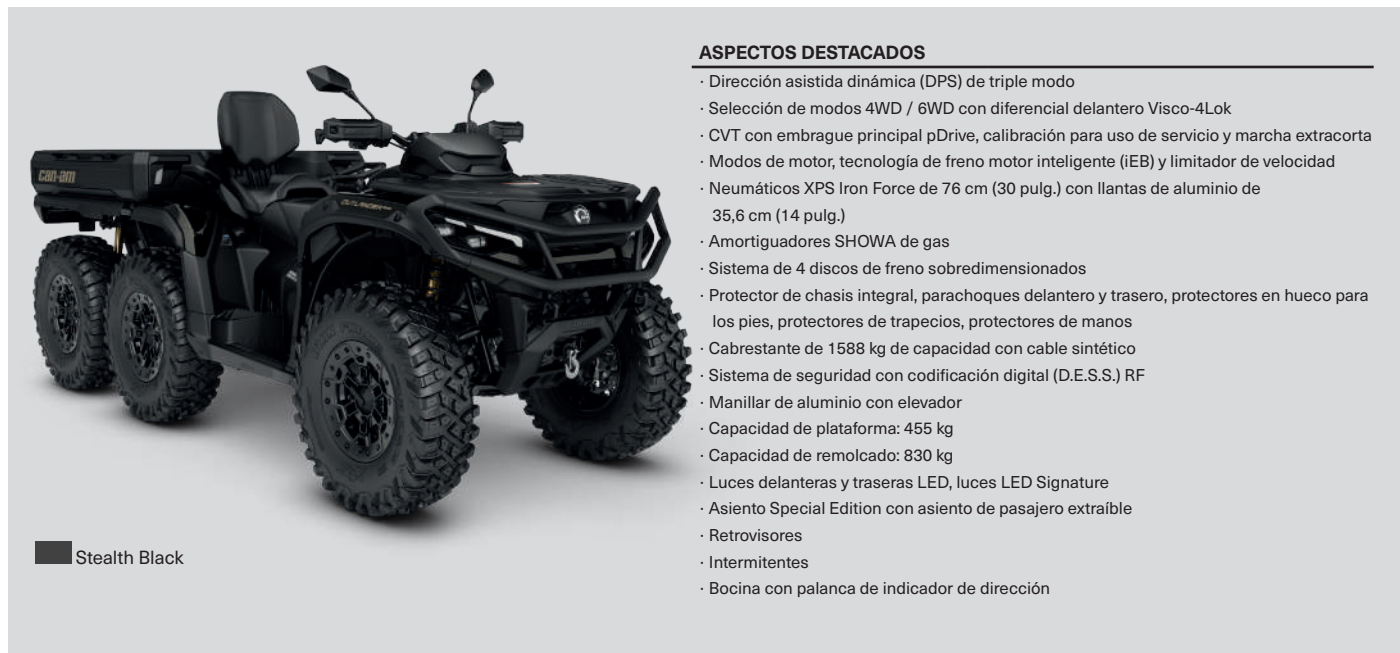 ASPECTOS DESTACADOS
· Dirección asistida dinámica (DPS) de triple modo
· Selección de modos 4WD / 6WD con diferencial delantero Visco-4Lok
· CVT con embrague principal pDrive, calibración para uso de servicio y marcha extracorta
· Modos de motor, tecnología de freno motor inteligente (iEB) y limitador de velocidad
· Neumáticos XPS Iron Force de 76 cm (30 pulg.) con llantas de aluminio de
35,6 cm (14 pulg.)
· Amortiguadores SHOWA de gas
· Sistema de 4 discos de freno sobredimensionados
· Protector de chasis integral, parachoques delantero y trasero, protectores en hueco para
los pies, protectores de trapecios, protectores de manos
· Cabrestante de 1588 kg de capacidad con cable sintético
· Sistema de seguridad con codificación digital (D.E.S.S.) RF
· Manillar de aluminio con elevador
· Capacidad de plataforma: 455 kg
· Capacidad de remolcado: 830 kg
· Luces delanteras y traseras LED, luces LED Signature
· Asiento Special Edition con asiento de pasajero extraíble
· Retrovisores
· Intermitentes
· Bocina con palanca de indicador de dirección
can-am
OUTLANDER
Stealth Black